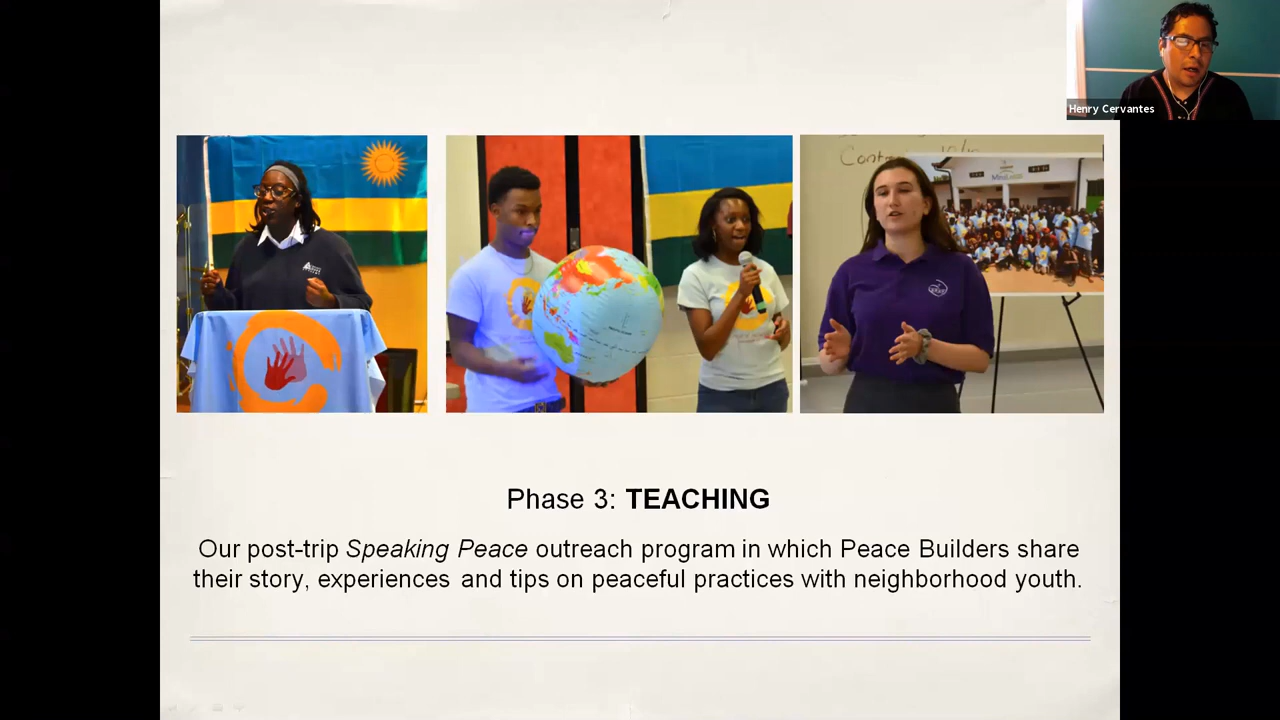 Henry Cervantes
Phase 3: TEACHING
Our post-trip Speaking Peace outreach program in which Peace Builders share
their story, experiences and tips on peaceful practices with neighborhood youth.